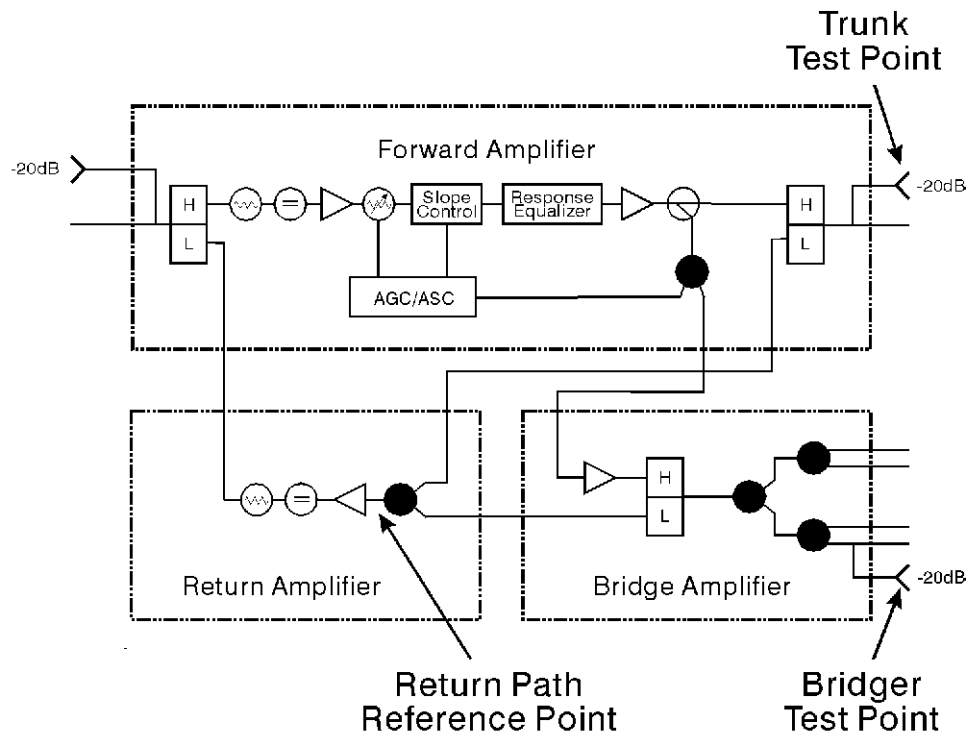 Trunk
Test Point
-20dB
Forward Amplifier
-20dB
H
Slope
Control
Response
Equalizer
H
L
L
AGC/ASC
H
L
Return Amplifier
Bridge Amplifier
-20dB
Return Path
Reference Point
Bridger
Test Point